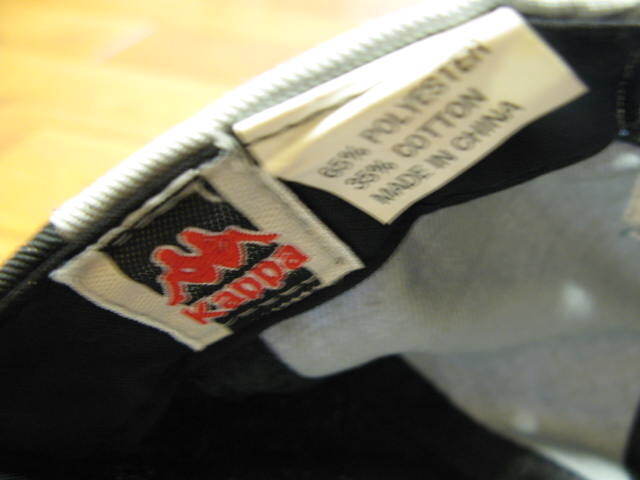 65% POLYESTER
35% COTTON
MADE IN CHINA
Kappa